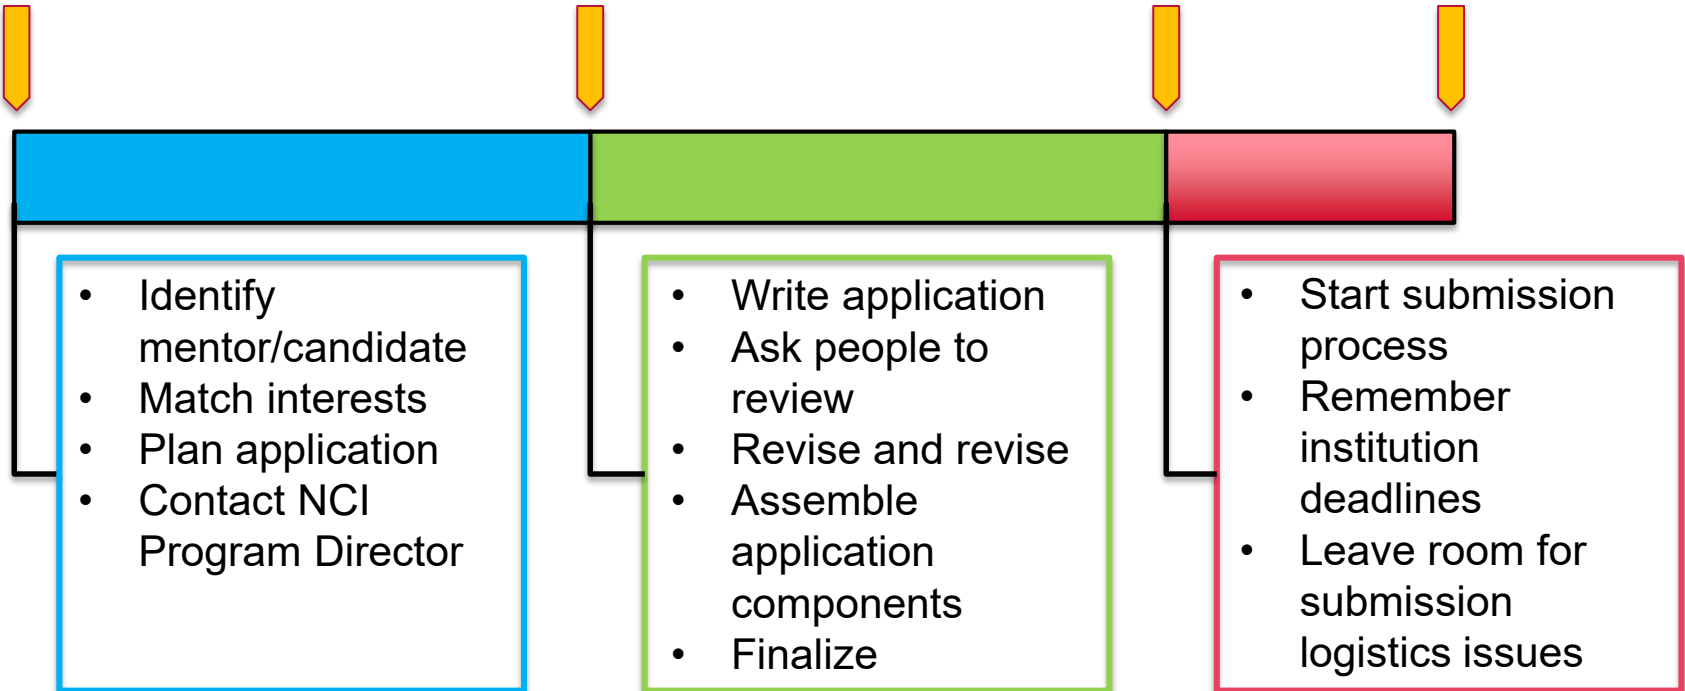 • Identify
mentor/candidate
• Match interests
• Plan application
• Contact NCI
Program Director
• Write application
• Ask people to
review
• Revise and revise
• Assemble
application
components
• Finalize
• Start submission
process
• Remember
institution
deadlines
• Leave room for
submission
logistics issues